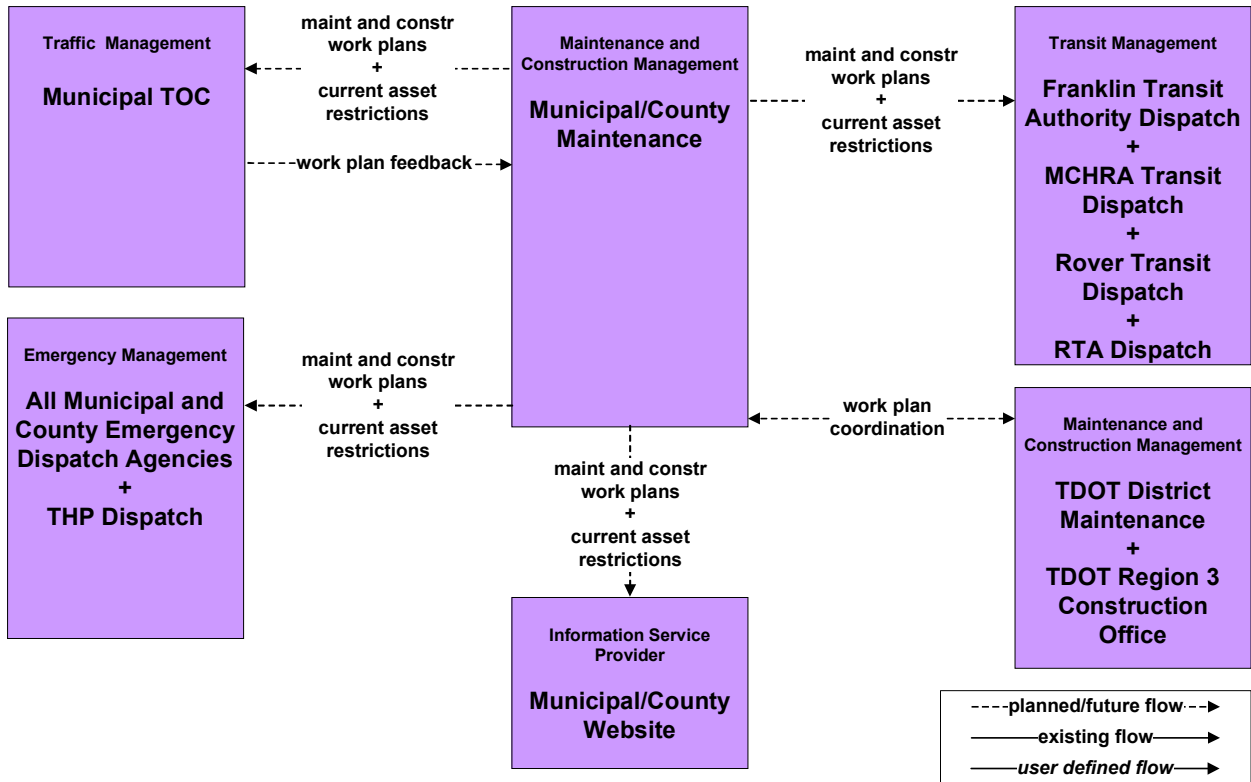 Traffic Management
Municipal TOC
maint and constr
work plans
+
current asset
restrictions
work plan feedback
Maintenance and
Construction Management
Municipal/County
Maintenance
maint and constr
work plans
+
current asset
restrictions
Transit Management
Franklin Transit
Authority Dispatch
+
MCHRA Transit
Dispatch
+
Rover Transit
Dispatch
+
RTA Dispatch
Emergency Management
All Municipal and
County Emergency
Dispatch Agencies
+
THP Dispatch
maint and constr
work plans
+
current asset
restrictions
maint and constr
work plans
+
current asset
restrictions
work plan
coordination
Maintenance and
Construction Management
TDOT District
Maintenance
+
TDOT Region 3
Construction
Office
Information Service
Provider
Municipal/County
Website
planned/future flow
existing flow
user defined flow